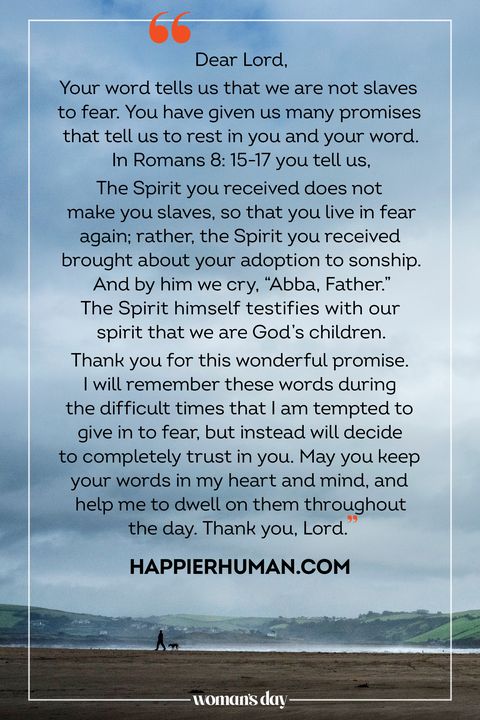 “
Dear Lord,
Your word tells us that we are not slaves
to fear. You have given us many promises
that tell us to rest in you and your word.
In Romans 8: 15-17 you tell us,
The Spirit you received does not
make you slaves, so that you live in fear
again; rather, the Spirit you received
brought about your adoption to sonship.
And by him we cry, “Abba, Father.”
The Spirit himself testifies with our
spirit that we are God’s children.
Thank you for this wonderful promise.
I will remember these words during
the difficult times that I am tempted to
give in to fear, but instead will decide
to completely trust in you. May you keep
your words in my heart and mind, and
help me to dwell on them throughout
the day. Thank you, Lord.”
HAPPIERHUMAN.COM
woman's day